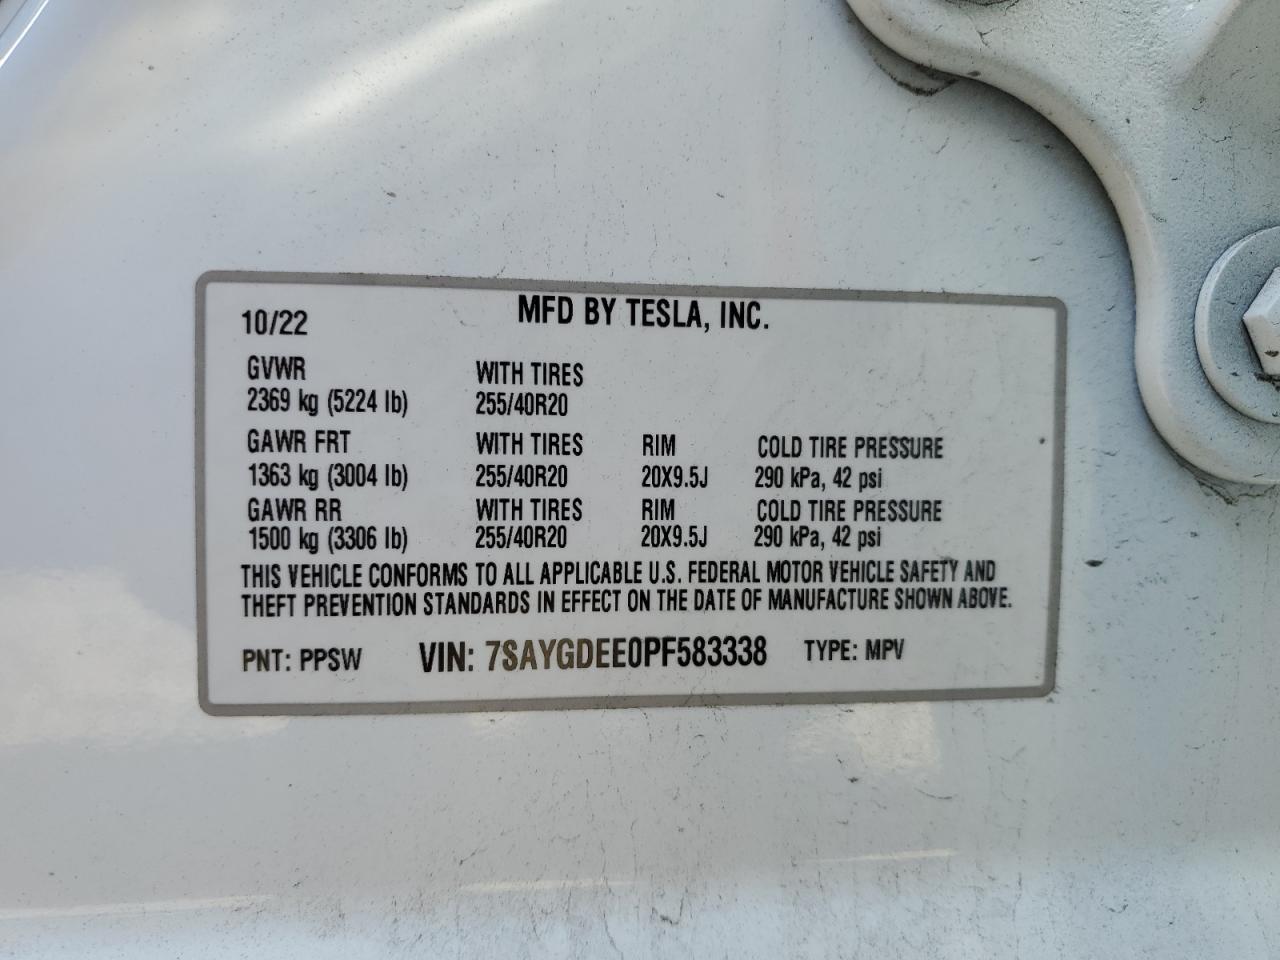 MFD BY TESLA, INC.
10/22
GVWR WITH TIRES
2369 kg (5224 lb) 255/40R20
GAWR FRT WITH TIRES RIM COLD TIRE PRESSURE
1363 kg (3004 lb) 255/40R20 20X9.5J 290 kPa, 42 psi
GAWR RR WITH TIRES RIM COLD TIRE PRESSURE
1500 kg (3306 lb) 255/40R20 20X9.5J 290 kPa, 42 psi
THIS VEHICLE CONFORMS TO ALL APPLICABLE U.S. FEDERAL MOTOR VEHICLE SAFETY AND
THEFT PREVENTION STANDARDS IN EFFECT ON THE DATE OF MANUFACTURE SHOWN ABOVE.
PNT: PPSW VIN: 7SAYGDEE0PF583338 TYPE: MPV